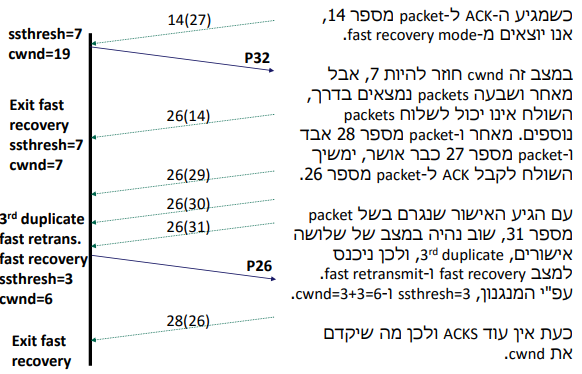 ssthresh=7
cwnd=19
14(27)
P32
Exit fast
recovery
ssthresh=7
cwnd=7
26(14)
26(29)
26(30)
26(31)
3rd duplicate
fast retrans.
fast recovery
ssthresh=3
cwnd=6
P26
28(26)
Exit fast
recovery
כשמגיע ה-ACK ל-packet מספר 14,
אנו יוצאים מ-fast recovery mode.
במצב זה cwnd חוזר להיות 7, אבל
מאחר ושבעה packets נמצאים בדרך,
השולח אינו יכול לשלוח packets
נוספים. מאחר ו-packet מספר 28 אבד
ו-packet מספר 27 כבר אושר, ימשיך
השולח לקבל ACK ל-packet מספר 26.
עם הגיע האישור שנגרם בשל packet
מספר 31, שוב נהיה במצב של שלושה
אישורים, 3rd duplicate, ולכן ניכנס
למצב fast recovery ו-fast retransmit.
עפ"י המנגנון, ssthresh=3 ו-cwnd=3+3=6.
כעת אין עוד ACKS ולכן מה שיקדם
את cwnd.